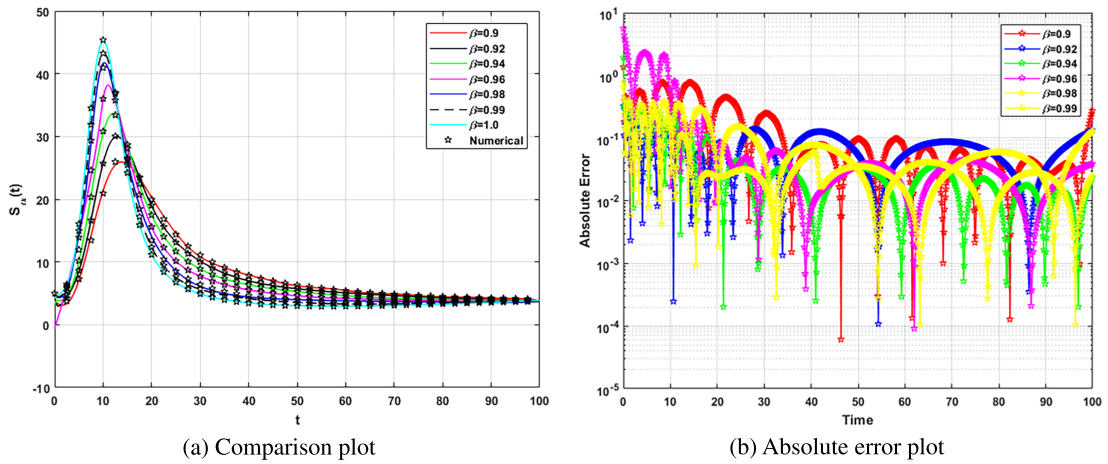 50
40
30
20
10
0
-10
S_rx(t)
0 10 20 30 40 50 60 70 80 90 100
t
β=0.9
β=0.92
β=0.94
β=0.96
β=0.98
β=0.99
β=1.0
Numerical
(a) Comparison plot
10^1
10^0
10^-1
10^-2
10^-3
10^-4
10^-5
Absolute Error
0 10 20 30 40 50 60 70 80 90 100
Time
β=0.9
β=0.92
β=0.94
β=0.96
β=0.98
β=0.99
(b) Absolute error plot